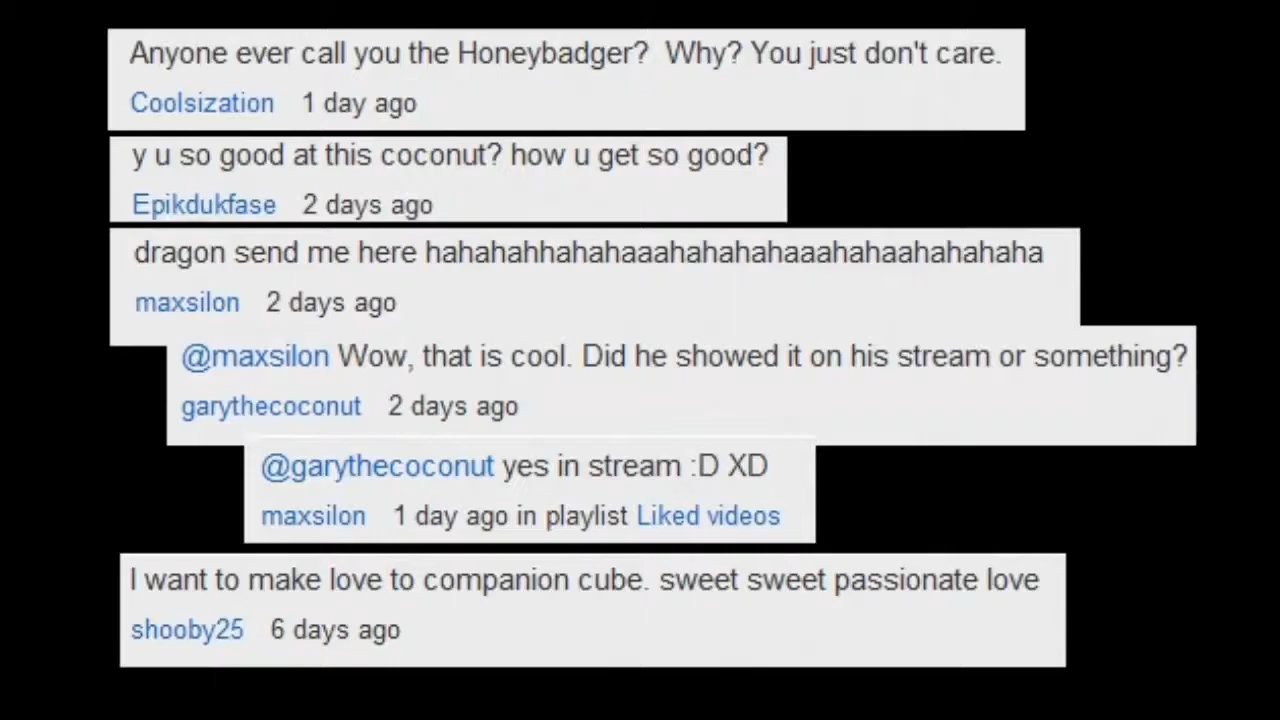 Anyone ever call you the Honeybadger?  Why? You just don't care.
Coolsization 1 day ago
y u so good at this coconut? how u get so good?
Epikdukfase 2 days ago
dragon send me here hahahahhahahaaahahahahaaahahaahahahaha
maxsilon 2 days ago
@maxsilon Wow, that is cool. Did he showed it on his stream or something?
garythecoconut 2 days ago
@garythecoconut yes in stream :D XD
maxsilon 1 day ago in playlist Liked videos
I want to make love to companion cube. sweet sweet passionate love
shooby25 6 days ago